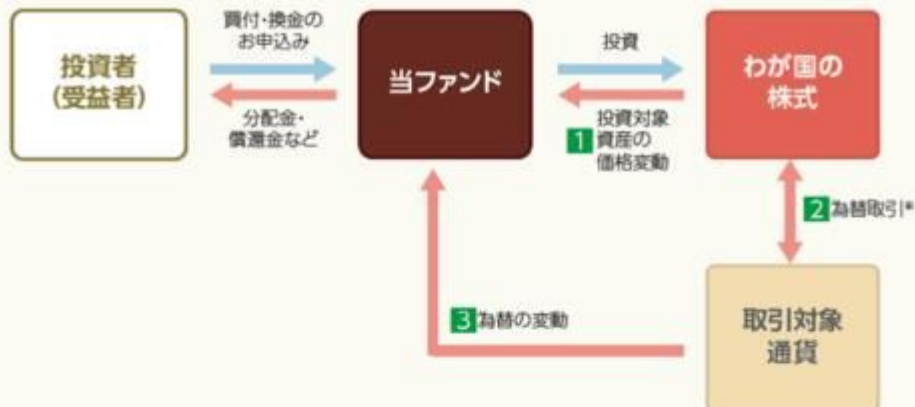 買付・換金の
お申込み
投資者
(受益者)
分配金・
償還金など
当ファンド
投資
1 投資対象
資産の
価格変動
わが国の
株式
2 為替取引*
3 為替の変動
取引対象
通貨